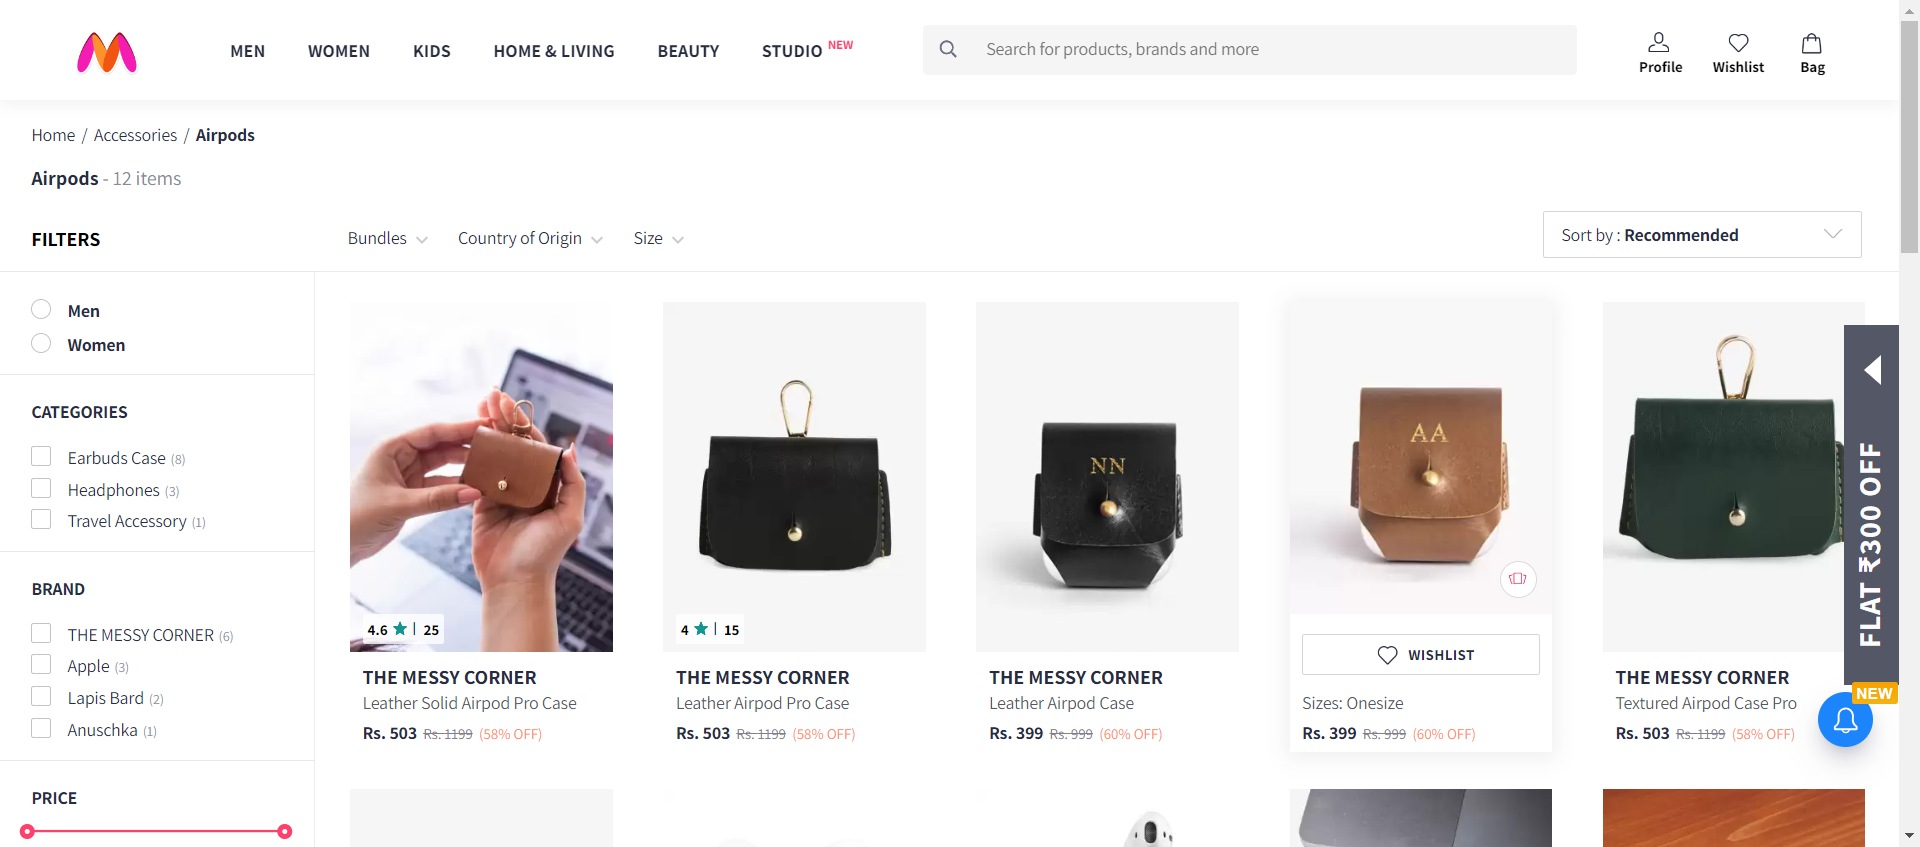 MEN WOMEN KIDS HOME & LIVING BEAUTY STUDIO NEW
Search for products, brands and more
Profile Wishlist Bag
Home / Accessories / Airpods
Airpods - 12 items
FILTERS
Bundles Country of Origin Size
Sort by : Recommended
Men
Women
CATEGORIES
Earbuds Case (8)
Headphones (3)
Travel Accessory (1)
BRAND
THE MESSY CORNER (6)
Apple (3)
Lapis Bard (2)
Anuschka (1)
PRICE
4.6 | 25
THE MESSY CORNER
Leather Solid Airpod Pro Case
Rs. 503 Rs. 1199 (58% OFF)
4 | 15
THE MESSY CORNER
Leather Airpod Pro Case
Rs. 503 Rs. 1199 (58% OFF)
NN
THE MESSY CORNER
Leather Airpod Case
Rs. 399 Rs. 999 (60% OFF)
AA
WISHLIST
Sizes: Onesize
Rs. 399 Rs. 999 (60% OFF)
THE MESSY CORNER
Textured Airpod Case Pro
Rs. 503 Rs. 1199 (58% OFF)
FLAT ₹300 OFF
NEW